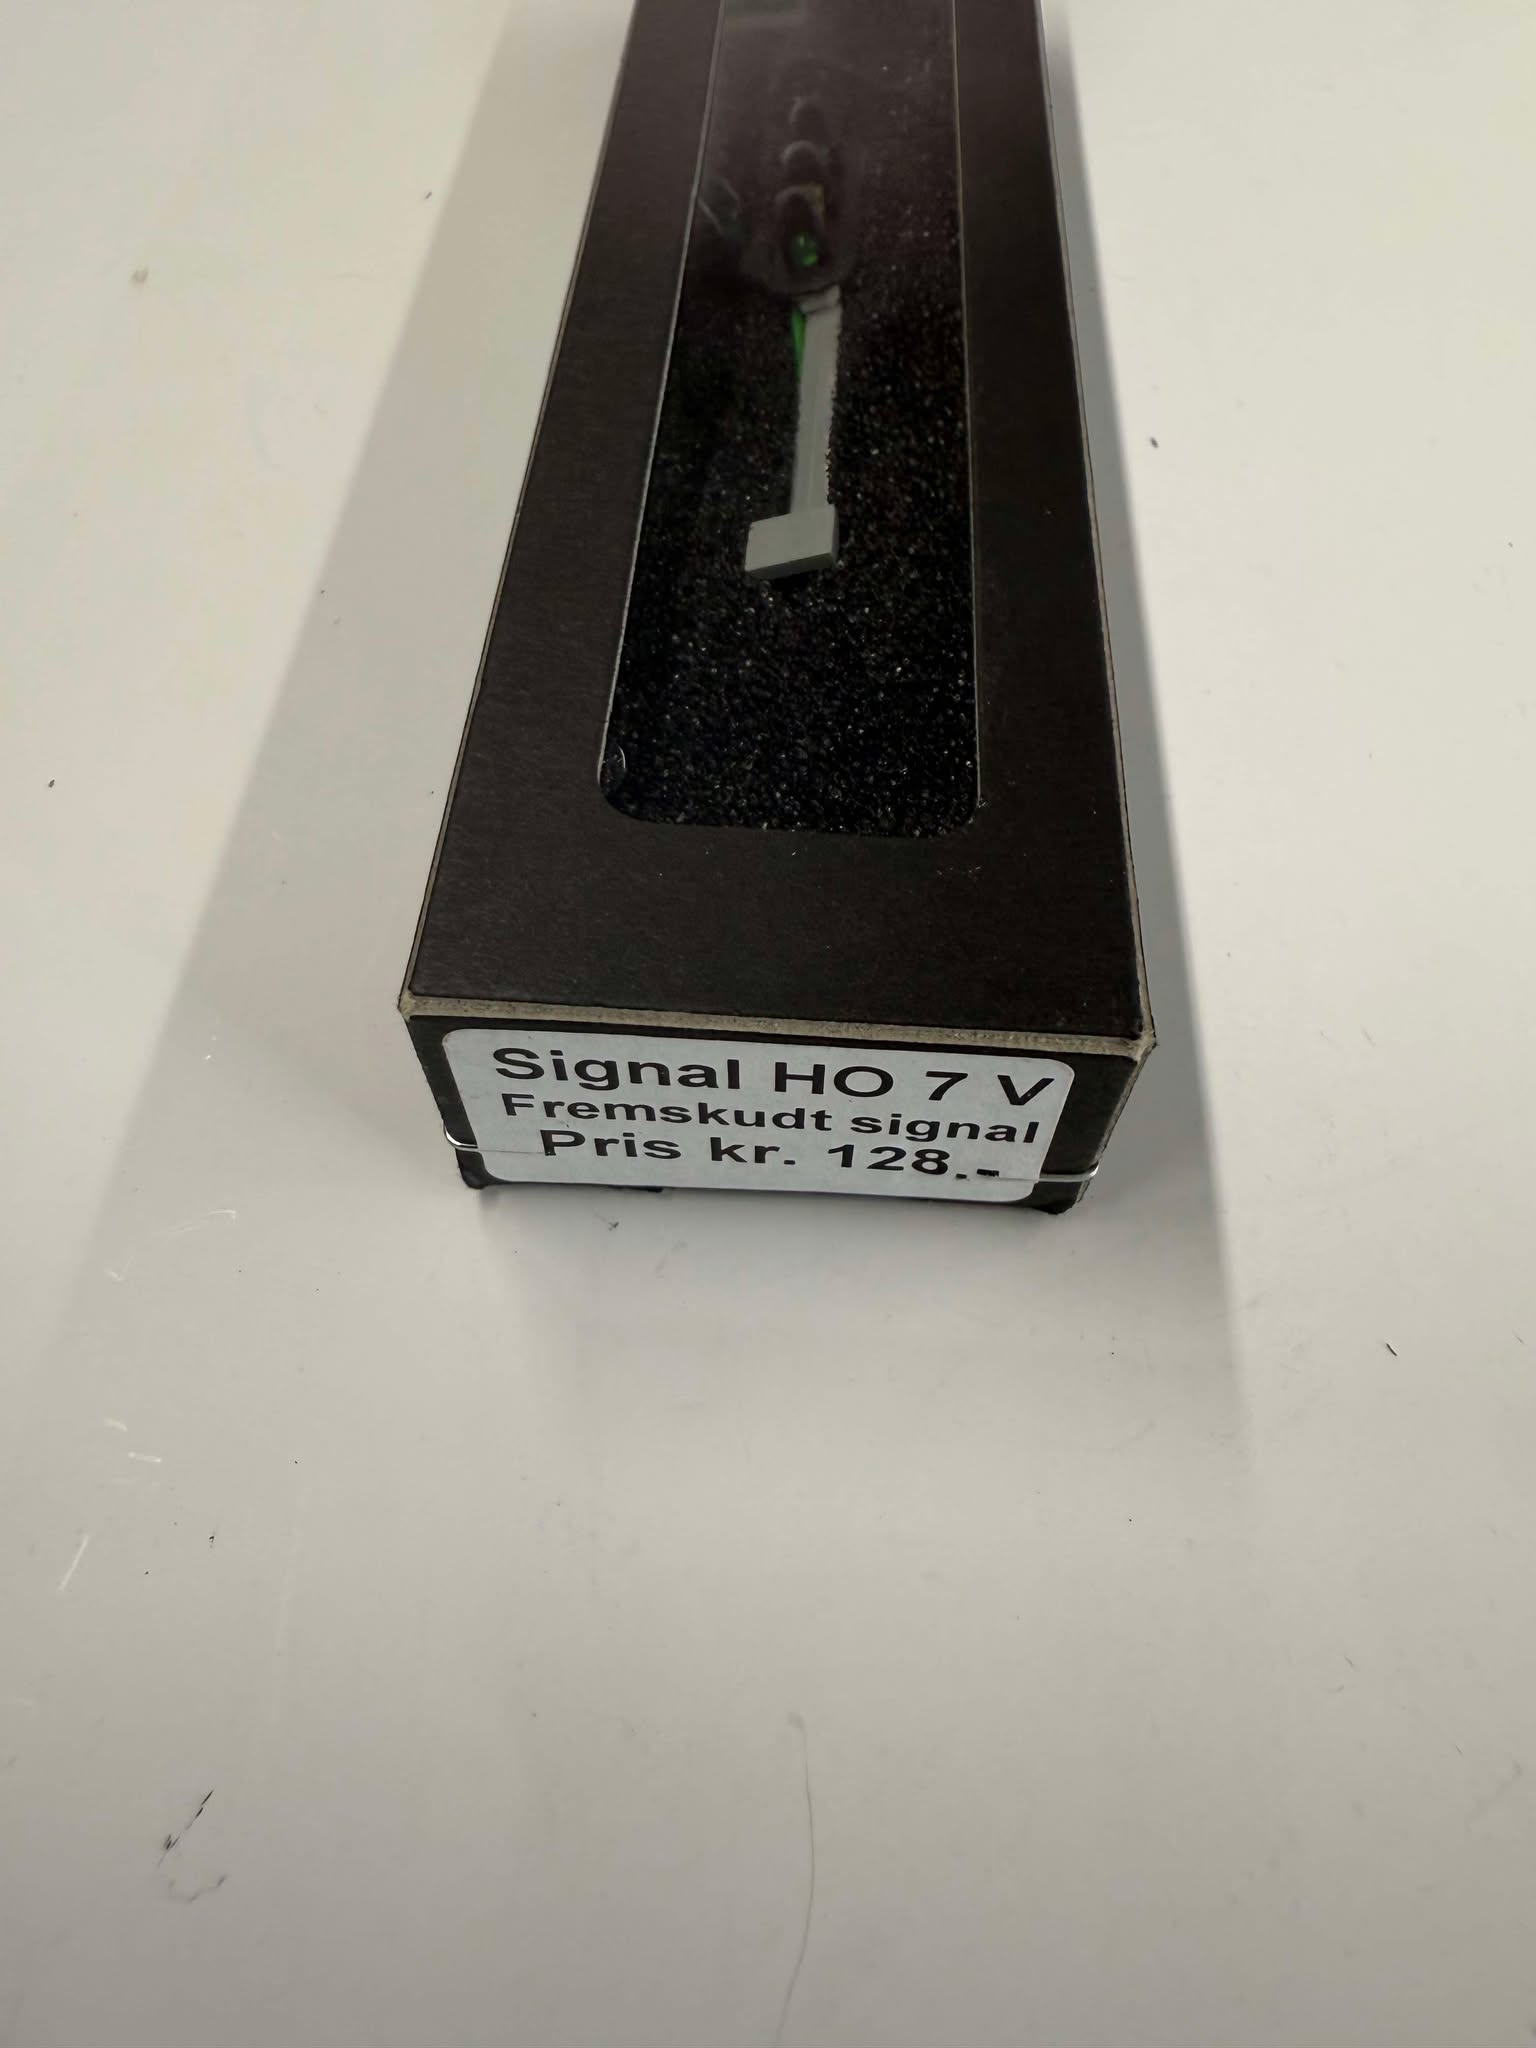 Signal HO 7 V
Fremskudt signal
Pris kr. 128.-